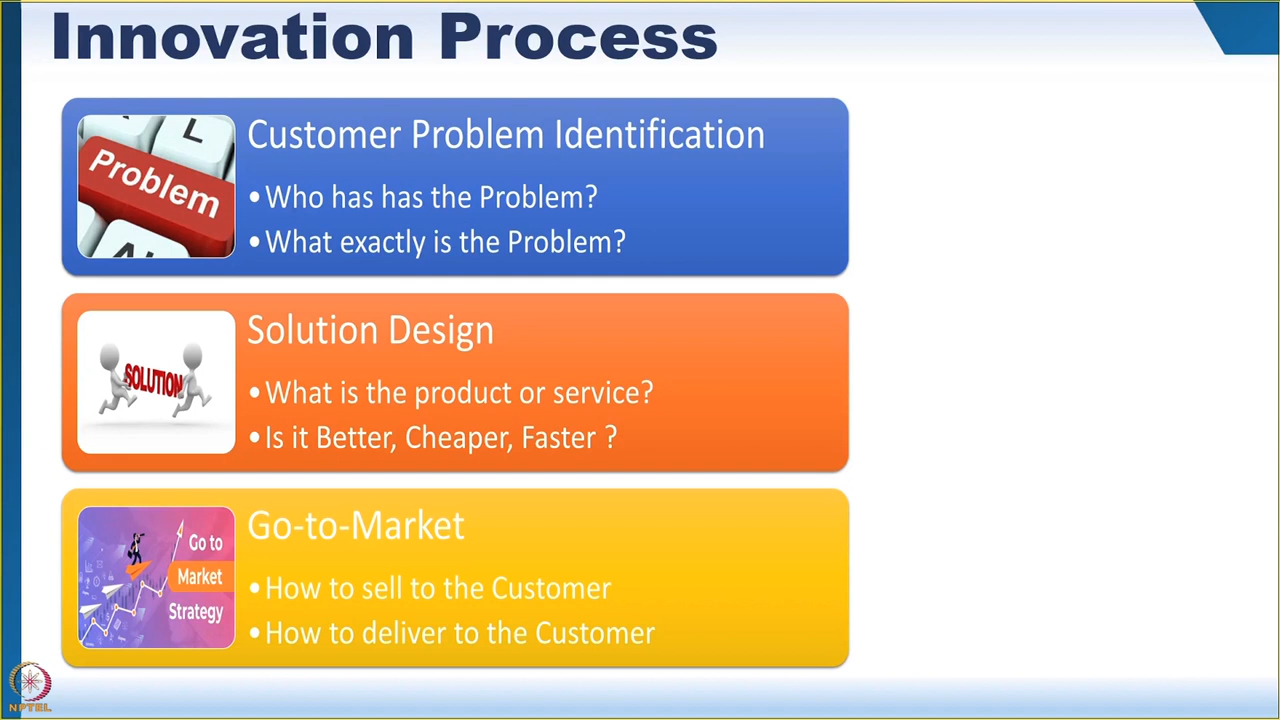 Innovation Process
Problem
L
Customer Problem Identification
•Who has has the Problem?
•What exactly is the Problem?
SOLUTION
Solution Design
•What is the product or service?
•Is it Better, Cheaper, Faster ?
Go to
Market
Strategy
Go-to-Market
•How to sell to the Customer
•How to deliver to the Customer
NPTEL